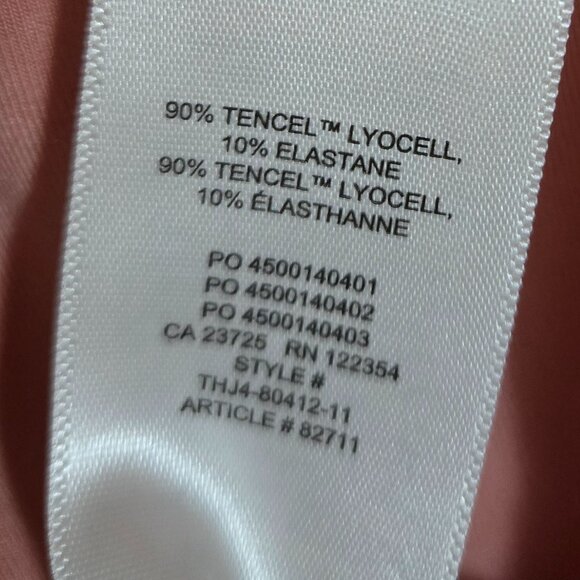 90% TENCEL™ LYOCELL,
10% ELASTANE
90% TENCEL™ LYOCELL,
10% ÉLASTHANNE
PO 4500140401
PO 4500140402
PO 4500140403
CA 23725 RN 122354
STYLE #
THJ4-80412-11
ARTICLE # 82711